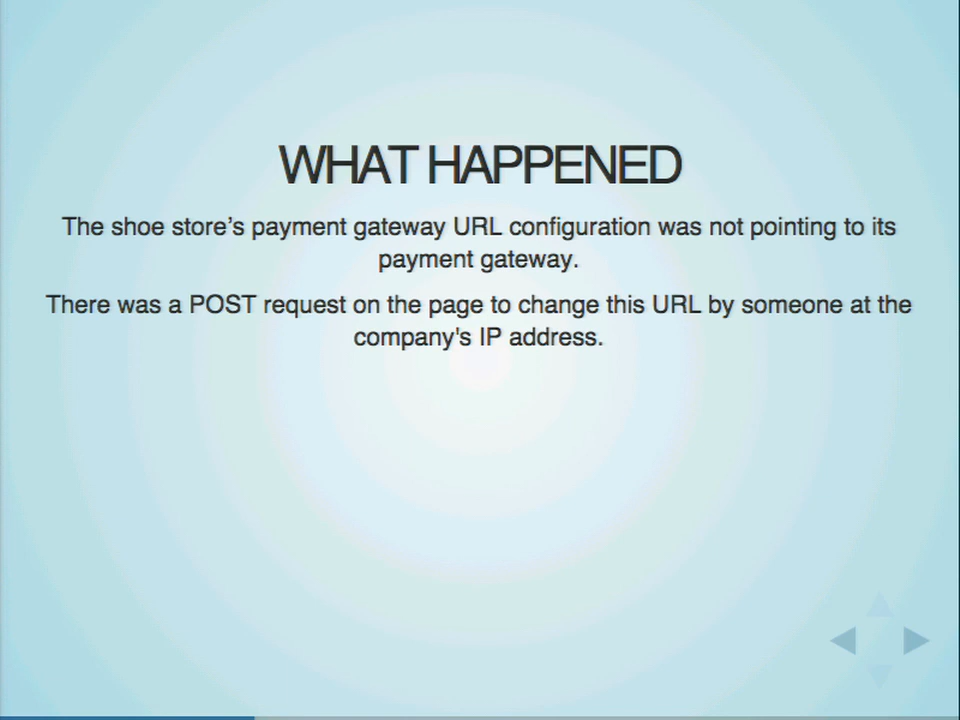 WHAT HAPPENED
The shoe store’s payment gateway URL configuration was not pointing to its
payment gateway.
There was a POST request on the page to change this URL by someone at the
company's IP address.